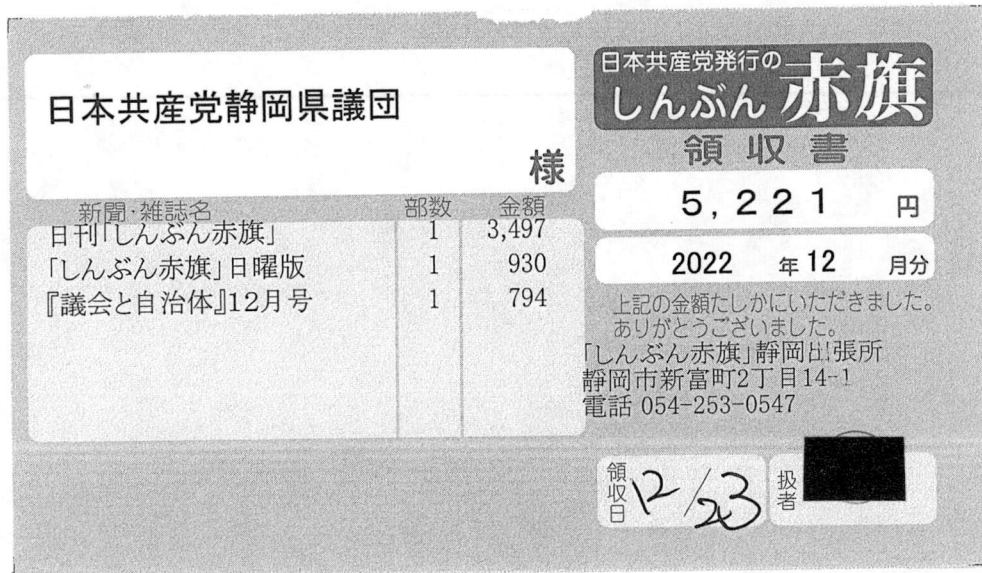 日本共産党静岡県議団
様
新聞・雑誌名 部数 金額
日刊「しんぶん赤旗」 1 3,497
「しんぶん赤旗」日曜版 1 930
『議会と自治体』12月号 1 794
日本共産党発行の
しんぶん赤旗
領収書
5,221 円
2022 年 12 月分
上記の金額たしかにいただきました。
ありがとうございました。
「しんぶん赤旗」静岡出張所
静岡市新富町2丁目14-1
電話 054-253-0547
領収日 12/23
扱者